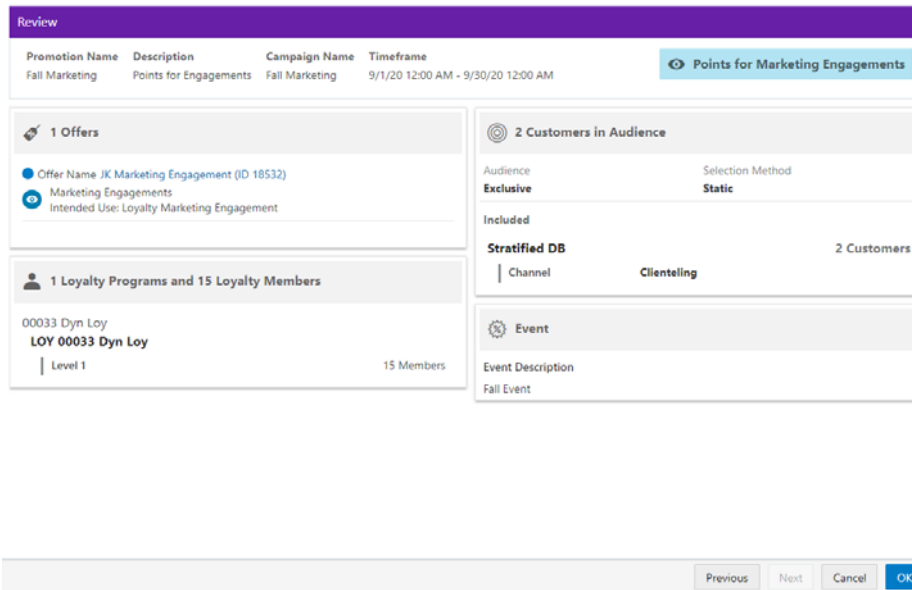 Review
Promotion Name Description Campaign Name Timeframe
Fall Marketing Points for Engagements Fall Marketing 9/1/20 12:00 AM - 9/30/20 12:00 AM
Points for Marketing Engagements
1 Offers
Offer Name JK Marketing Engagement (ID 18532)
Marketing Engagements
Intended Use: Loyalty Marketing Engagement
1 Loyalty Programs and 15 Loyalty Members
00033 Dyn Loy
LOY 00033 Dyn Loy
Level 1 15 Members
2 Customers in Audience
Audience Selection Method
Exclusive Static
Included
Stratified DB 2 Customers
Channel Clienteling
Event
Event Description
Fall Event
Previous Next Cancel OK